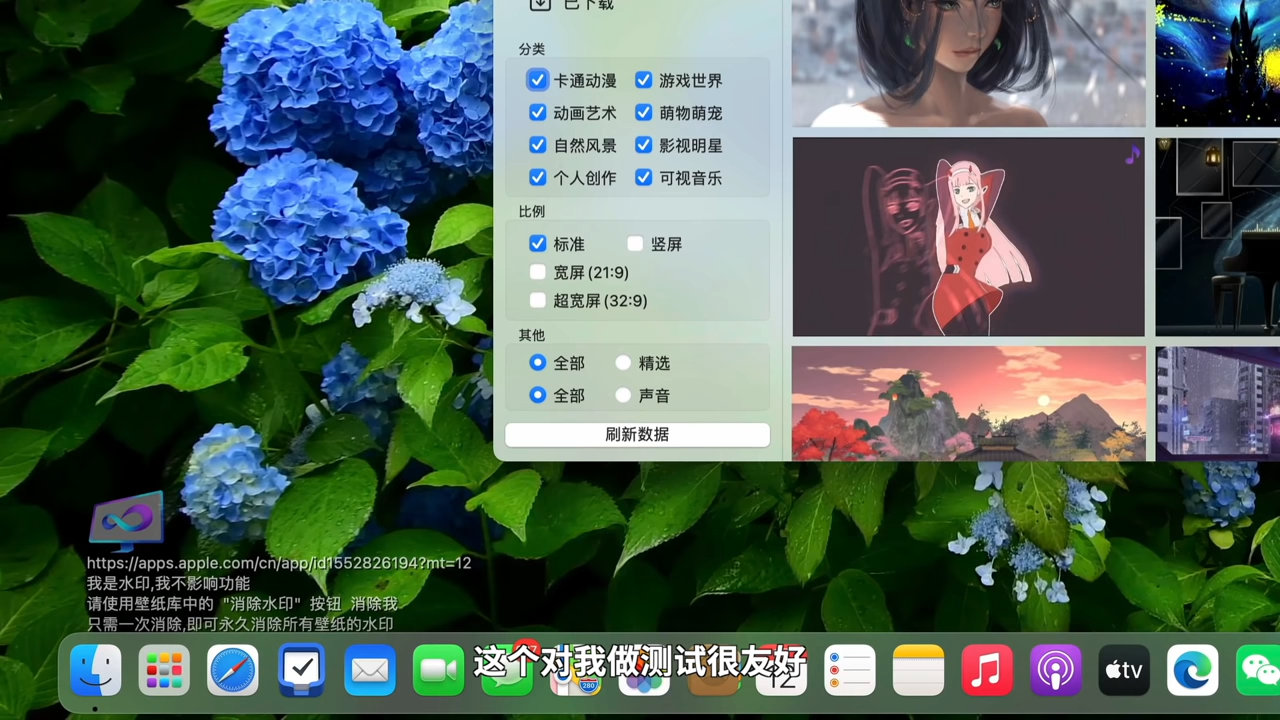 已下载
分类
卡通动漫 游戏世界
动画艺术 萌物萌宠
自然风景 影视明星
个人创作 可视音乐
比例
标准 竖屏
宽屏(21:9)
超宽屏(32:9)
其他
全部 精选
全部 声音
刷新数据
https://apps.apple.com/cn/app/id1552826194?mt=12
我是水印,我不影响功能
请使用壁纸库中的 "消除水印" 按钮 消除我
只需一次消除,即可永久消除所有壁纸的水印
这个对我做测试很友好
280
12
tv